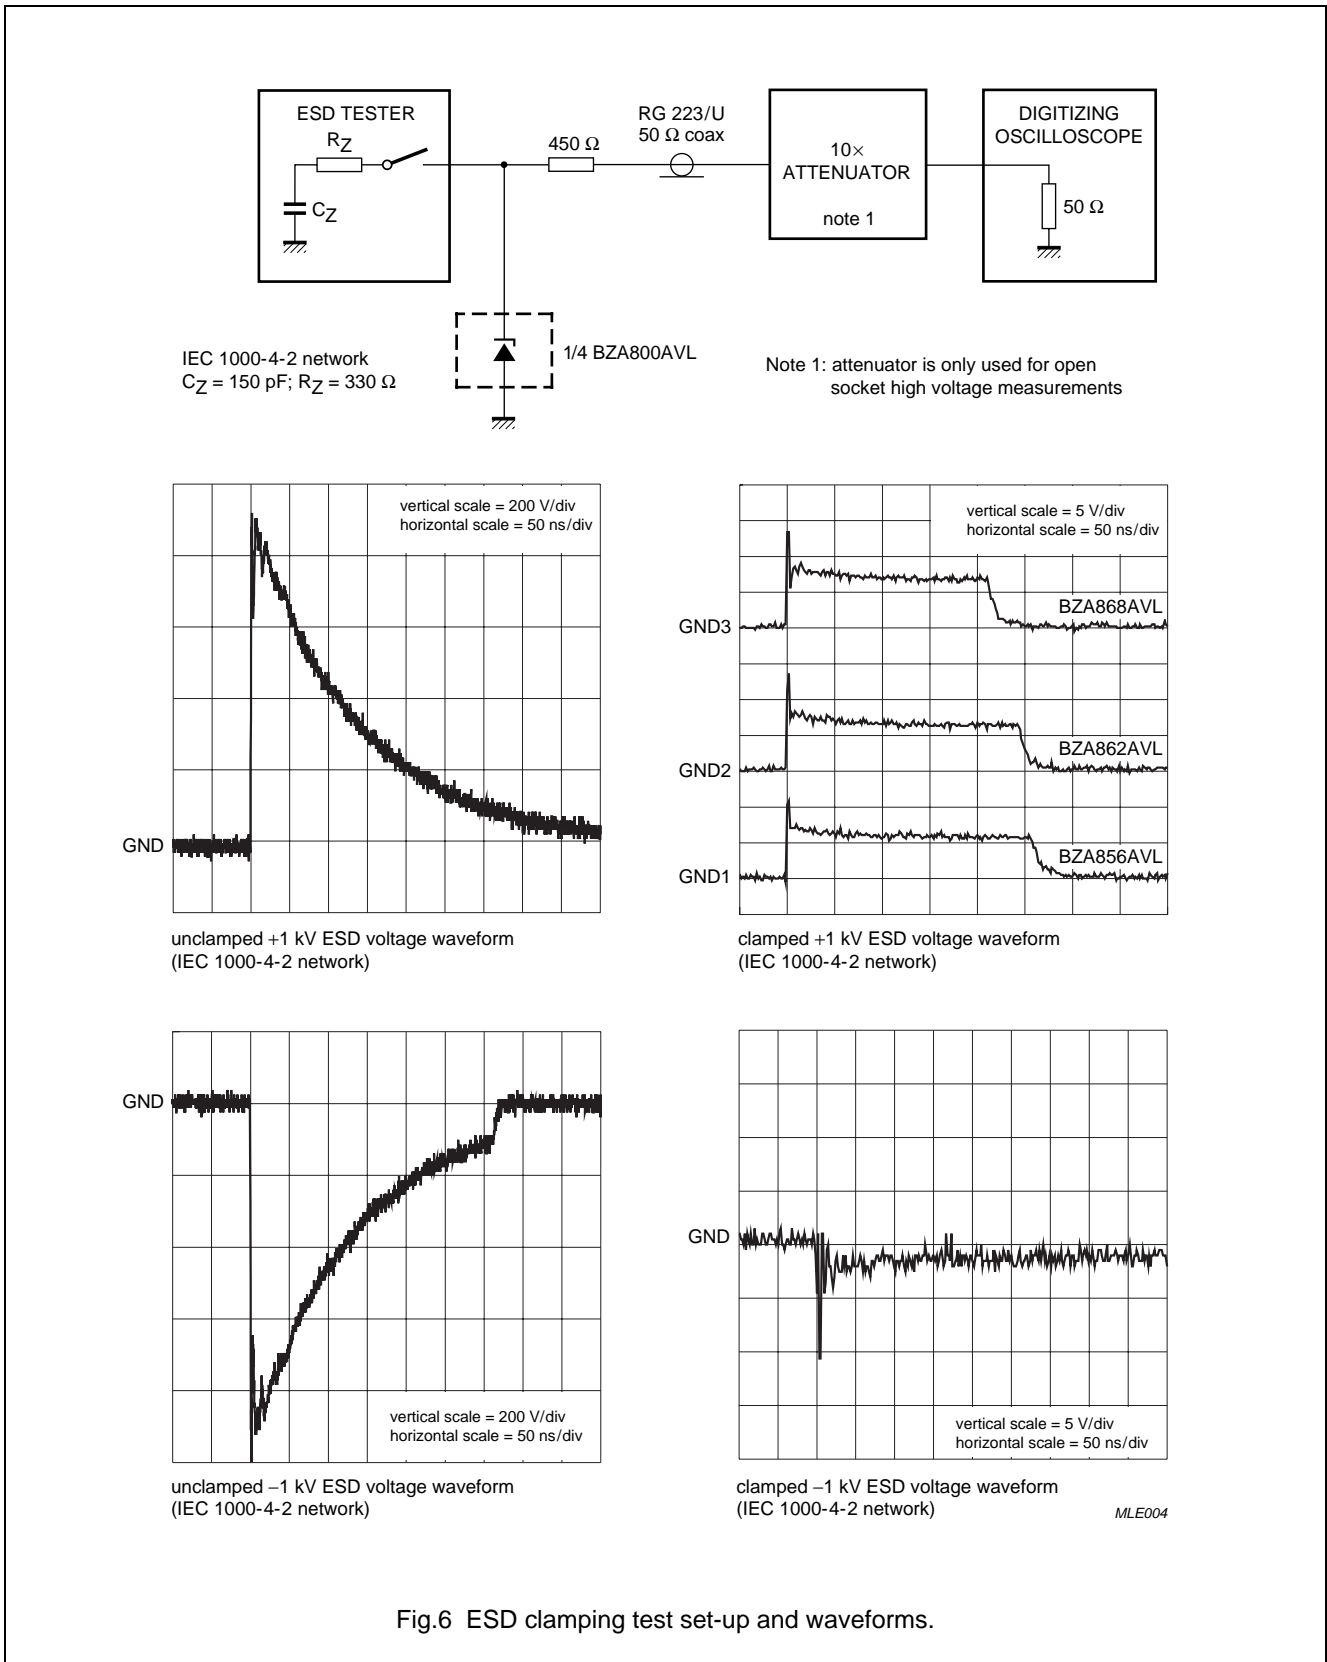 ESD TESTER
RZ
CZ
450 Ω
RG 223/U
50 Ω coax
10×
ATTENUATOR
note 1
DIGITIZING
OSCILLOSCOPE
50 Ω
IEC 1000-4-2 network
CZ = 150 pF; RZ = 330 Ω
1/4 BZA800AVL
Note 1: attenuator is only used for open
socket high voltage measurements
vertical scale = 200 V/div
horizontal scale = 50 ns/div
GND
unclamped +1 kV ESD voltage waveform
(IEC 1000-4-2 network)
vertical scale = 5 V/div
horizontal scale = 50 ns/div
BZA868AVL
GND3
BZA862AVL
GND2
BZA856AVL
GND1
clamped +1 kV ESD voltage waveform
(IEC 1000-4-2 network)
GND
vertical scale = 200 V/div
horizontal scale = 50 ns/div
unclamped −1 kV ESD voltage waveform
(IEC 1000-4-2 network)
GND
vertical scale = 5 V/div
horizontal scale = 50 ns/div
clamped −1 kV ESD voltage waveform
(IEC 1000-4-2 network)
MLE004
Fig.6 ESD clamping test set-up and waveforms.